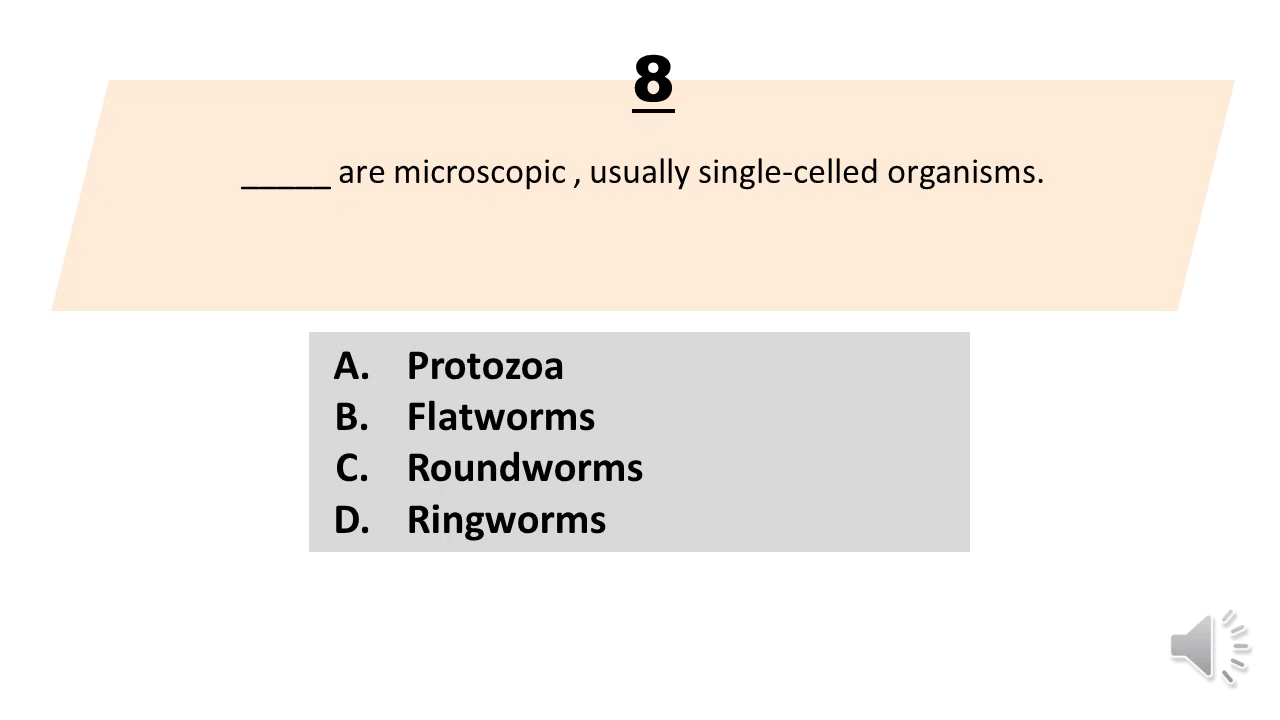 8
_____ are microscopic , usually single-celled organisms.
A. Protozoa
B. Flatworms
C. Roundworms
D. Ringworms